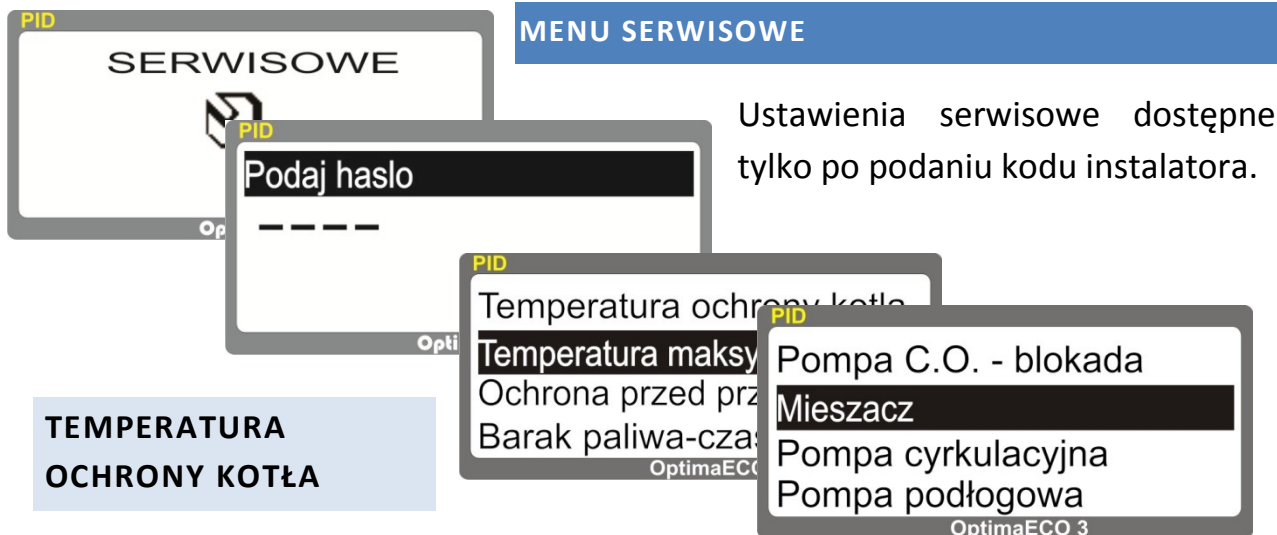 PID
SERWISOWE
MENU SERWISOWE
Ustawienia serwisowe dostępne
tylko po podaniu kodu instalatora.
PID
Podaj haslo
----
PID
Temperatura ochrony kotla
Temperatura maksy
Ochrona przed prz
Barak paliwa-czas
PID
Pompa C.O. - blokada
Mieszacz
Pompa cyrkulacyjna
Pompa podłogowa
OptimaECO 3
TEMPERATURA
OCHRONY KOTŁA